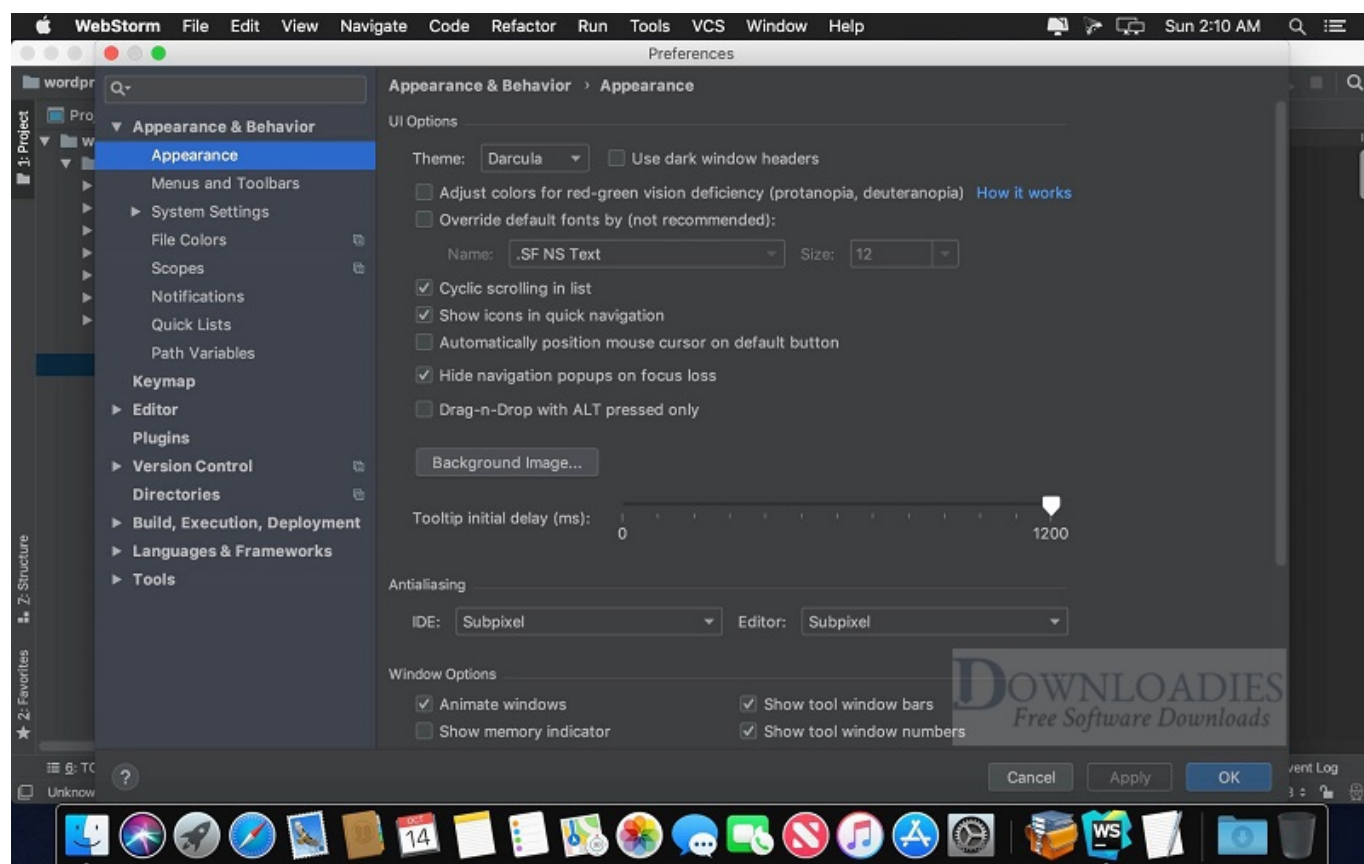 WebStorm File Edit View Navigate Code Refactor Run Tools VCS Window Help Sun 2:10 AM
Preferences
wordpr
Appearance & Behavior › Appearance
1: Project
Pro
w
Appearance & Behavior
Appearance
Menus and Toolbars
System Settings
File Colors
Scopes
Notifications
Quick Lists
Path Variables
Keymap
Editor
Plugins
Version Control
Directories
Build, Execution, Deployment
Languages & Frameworks
Tools
UI Options
Theme: Darcula Use dark window headers
Adjust colors for red-green vision deficiency (protanopia, deuteranopia) How it works
Override default fonts by (not recommended):
Name: .SF NS Text Size: 12
Cyclic scrolling in list
Show icons in quick navigation
Automatically position mouse cursor on default button
Hide navigation popups on focus loss
Drag-n-Drop with ALT pressed only
Background Image...
Tooltip initial delay (ms):
0 1200
Antialiasing
IDE: Subpixel Editor: Subpixel
Window Options
Animate windows Show tool window bars
Show memory indicator Show tool window numbers
DOWNLOADIES
Free Software Downloads
Z: Structure
2: Favorites
6: TO
? Cancel Apply OK
vent Log
Unknow
OCT
14
WS